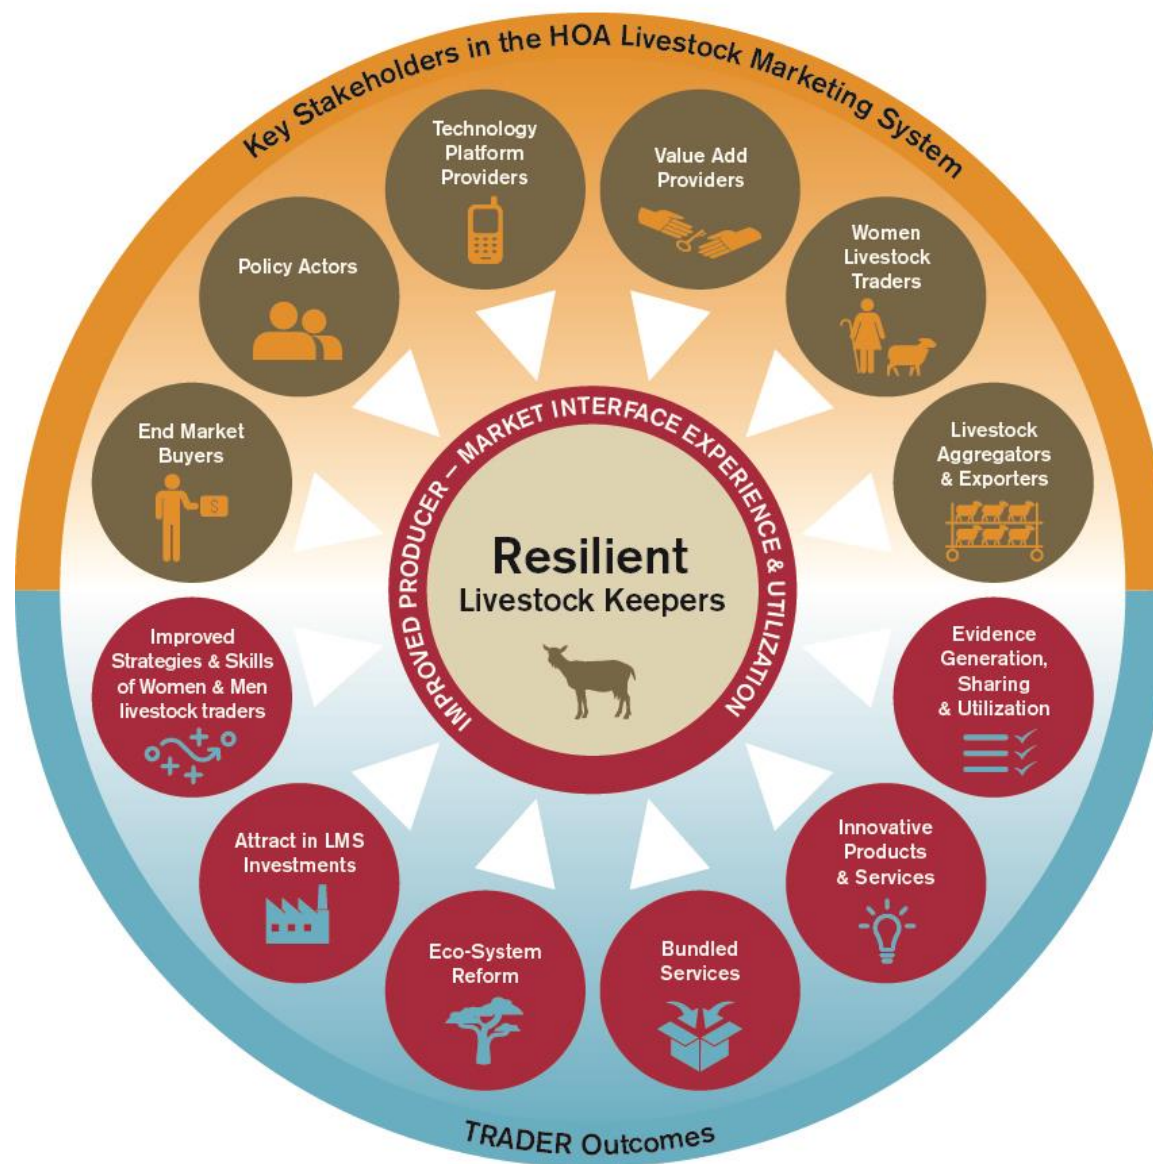 Key Stakeholders in the HOA Livestock Marketing System
Technology
Platform
Providers
Value Add
Providers
Policy Actors
Women
Livestock
Traders
End Market
Buyers
$
Livestock
Aggregators
& Exporters
IMPROVED PRODUCER – MARKET INTERFACE EXPERIENCE & UTILIZATION
Resilient
Livestock Keepers
Improved
Strategies & Skills
of Women & Men
livestock traders
Evidence
Generation,
Sharing
& Utilization
Attract in LMS
Investments
Innovative
Products
& Services
Eco-System
Reform
Bundled
Services
TRADER Outcomes